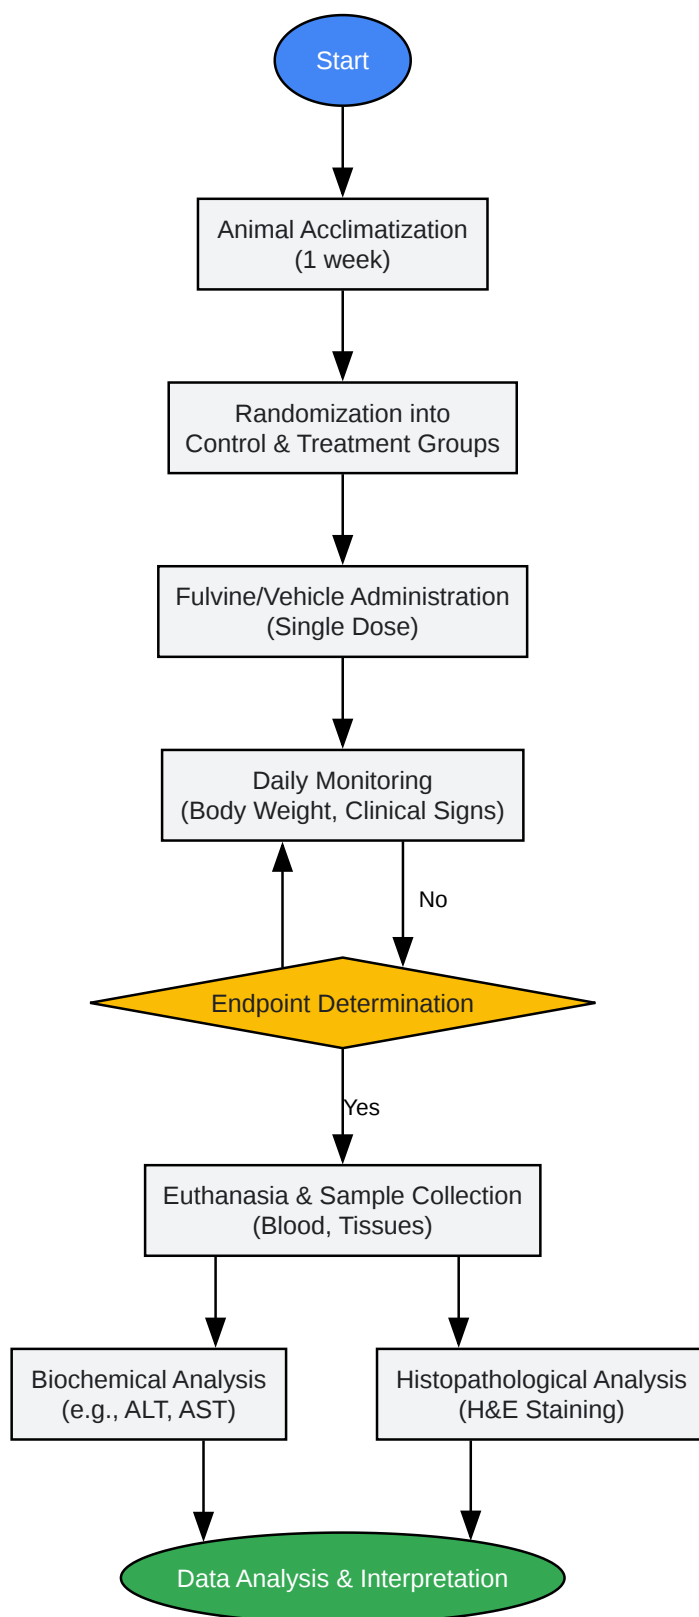 Start
Animal Acclimatization
(1 week)
Randomization into
Control & Treatment Groups
Fulvine/Vehicle Administration
(Single Dose)
Daily Monitoring
(Body Weight, Clinical Signs)
No
Endpoint Determination
Yes
Euthanasia & Sample Collection
(Blood, Tissues)
Biochemical Analysis
(e.g., ALT, AST)
Histopathological Analysis
(H&E Staining)
Data Analysis & Interpretation